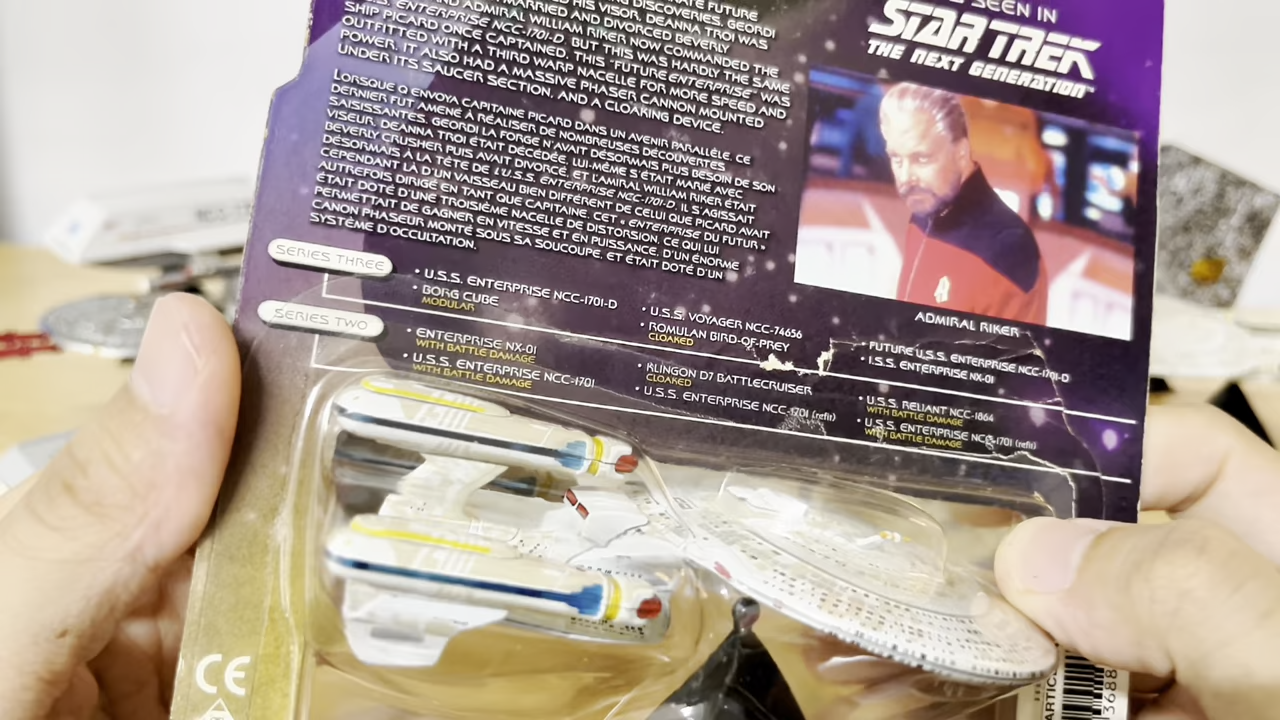 NATE FUTURE
ING DISCOVERIES. GEORDI
HIS VISOR, DEANNA TROI WAS
MARRIED AND DIVORCED BEVERLY
AND ADMIRAL WILLIAM RIKER NOW COMMANDED THE
S. ENTERPRISE NCC-1701-D, BUT THIS WAS HARDLY THE SAME
SHIP PICARD ONCE CAPTAINED. THIS "FUTURE ENTERPRISE" WAS
OUTFITTED WITH A THIRD WARP NACELLE FOR MORE SPEED AND
POWER. IT ALSO HAD A MASSIVE PHASER CANNON MOUNTED
UNDER ITS SAUCER SECTION, AND A CLOAKING DEVICE.
LORSQUE Q ENVOYA CAPITAINE PICARD DANS UN AVENIR PARALLÈLE, CE
DERNIER FUT AMENÉ À RÉALISER DE NOMBREUSES DÉCOUVERTES
SAISISSANTES. GEORDI LA FORGE N'AVAIT DÉSORMAIS PLUS BESOIN DE SON
VISEUR, DEANNA TROI ÉTAIT DÉCÉDÉE, LUI-MÊME S'ÉTAIT MARIÉ AVEC
BEVERLY CRUSHER PUIS AVAIT DIVORCÉ, ET L'AMIRAL WILLIAM RIKER ÉTAIT
DÉSORMAIS À LA TÊTE DE L'U.S.S. ENTERPRISE NCC-1701-D. IL S'AGISSAIT
CEPENDANT LÀ D'UN VAISSEAU BIEN DIFFÉRENT DE CELUI QUE PICARD AVAIT
AUTREFOIS DIRIGÉ EN TANT QUE CAPITAINE. CET « ENTERPRISE DU FUTUR »
ÉTAIT DOTÉ D'UNE TROISIÈME NACELLE DE DISTORSION, CE QUI LUI
PERMETTAIT DE GAGNER EN VITESSE ET EN PUISSANCE, D'UN ÉNORME
CANON PHASEUR MONTÉ SOUS SA SOUCOUPE, ET ÉTAIT DOTÉ D'UN
SYSTÈME D'OCCULTATION.
SEEN IN
STAR TREK
THE NEXT GENERATION™
ADMIRAL RIKER
SERIES THREE
• U.S.S. ENTERPRISE NCC-1701-D
• BORG CUBE
MODULAR
• U.S.S. VOYAGER NCC-74656
• ROMULAN BIRD-OF-PREY
CLOAKED
• FUTURE U.S.S. ENTERPRISE NCC-1701-D
• I.S.S. ENTERPRISE NX-01
SERIES TWO
• ENTERPRISE NX-01
WITH BATTLE DAMAGE
• U.S.S. ENTERPRISE NCC-1701
WITH BATTLE DAMAGE
• KLINGON D7 BATTLECRUISER
CLOAKED
• U.S.S. ENTERPRISE NCC-1701 (refit)
• U.S.S. RELIANT NCC-1864
WITH BATTLE DAMAGE
• U.S.S. ENTERPRISE NCC-1701 (refit)
WITH BATTLE DAMAGE
CE
ARTIC
3688